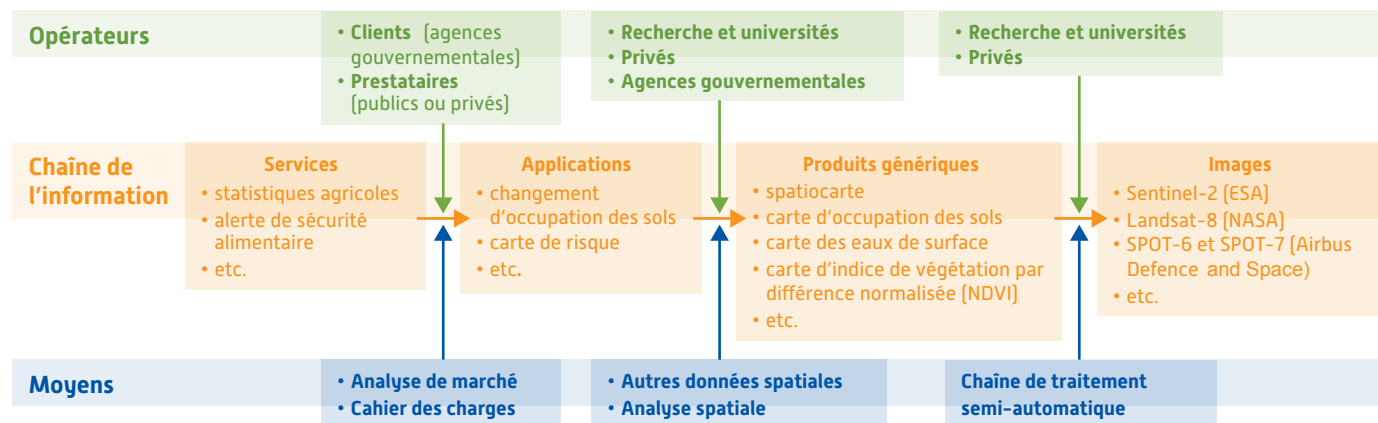 Opérateurs
• Clients (agences
gouvernementales)
• Prestataires
(publics ou privés)
• Recherche et universités
• Privés
• Agences gouvernementales
• Recherche et universités
• Privés
Chaîne de
l'information
Services
• statistiques agricoles
• alerte de sécurité
alimentaire
• etc.
Applications
• changement
d'occupation des sols
• carte de risque
• etc.
Produits génériques
• spatiocarte
• carte d'occupation des sols
• carte des eaux de surface
• carte d'indice de végétation par
différence normalisée (NDVI)
• etc.
Images
• Sentinel-2 (ESA)
• Landsat-8 (NASA)
• SPOT-6 et SPOT-7 (Airbus
Defence and Space)
• etc.
Moyens
• Analyse de marché
• Cahier des charges
• Autres données spatiales
• Analyse spatiale
Chaîne de traitement
semi-automatique